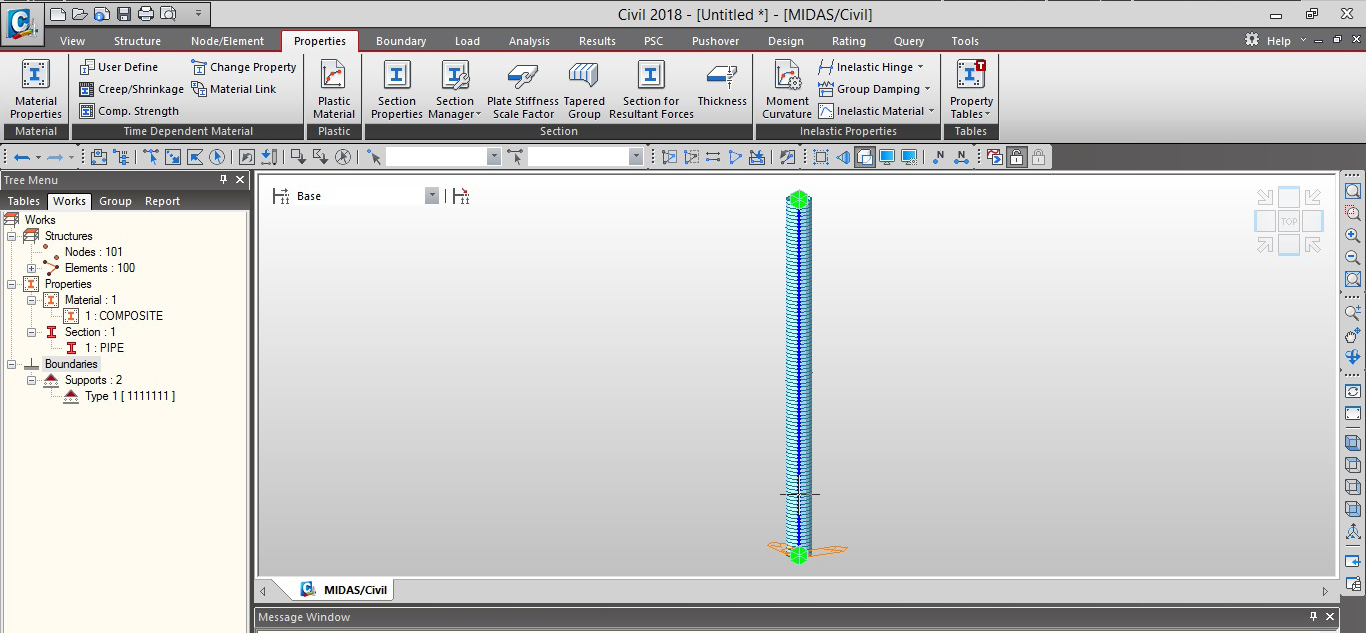 Civil 2018 - [Untitled *] - [MIDAS/Civil]
View Structure Node/Element Properties Boundary Load Analysis Results PSC Pushover Design Rating Query Tools Help
Material Properties
User Define
Creep/Shrinkage
Comp. Strength
Change Property
Material Link
Plastic Material
Section Properties
Section Manager
Plate Stiffness Scale Factor
Tapered Group
Section for Resultant Forces
Thickness
Moment Curvature
Inelastic Hinge
Group Damping
Inelastic Material
Property Tables
Material Time Dependent Material Plastic Section Inelastic Properties Tables
N N
Tree Menu
Tables Works Group Report
Works
Structures
Nodes : 101
Elements : 100
Properties
Material : 1
1 : COMPOSITE
Section : 1
1 : PIPE
Boundaries
Supports : 2
Type 1 [ 1111111 ]
Base
TOP
MIDAS/Civil
Message Window